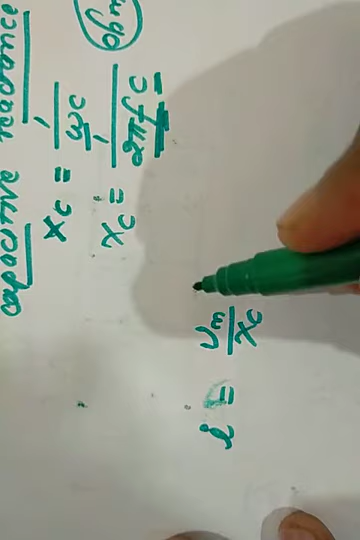 capacitive reactance
Xc = 1/ωc
Xc = 1/2πfc
i = Vm/Xc